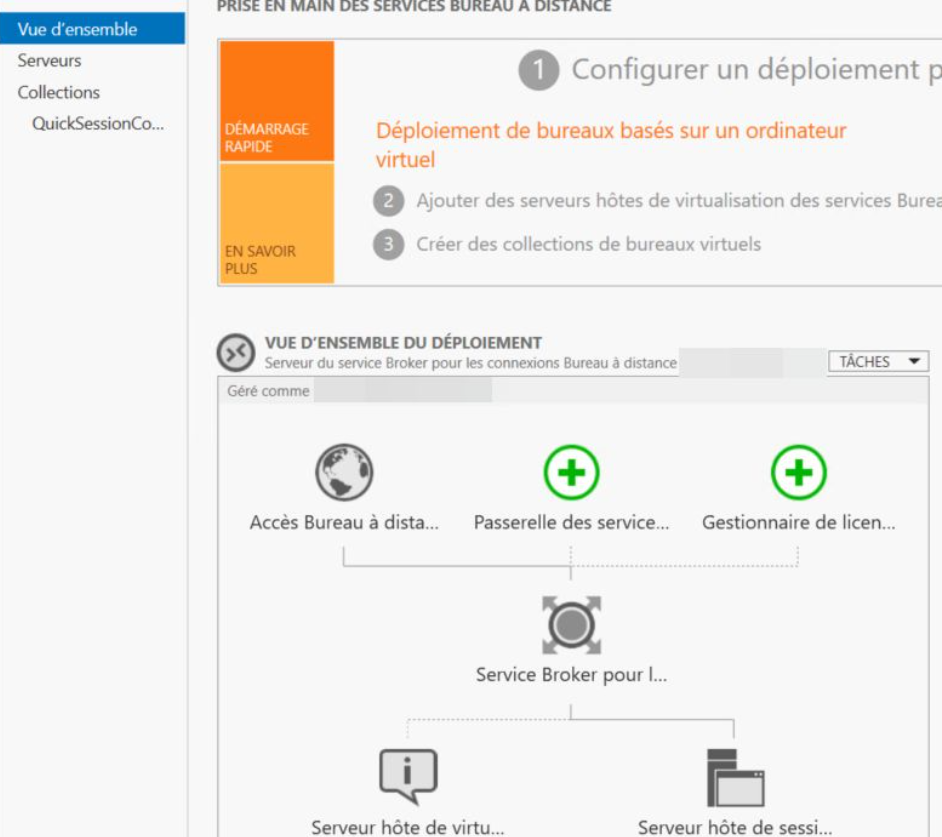 PRISE EN MAIN DES SERVICES BUREAU À DISTANCE
Vue d'ensemble
Serveurs
Collections
QuickSessionCo...
1 Configurer un déploiement p
DÉMARRAGE
RAPIDE
Déploiement de bureaux basés sur un ordinateur
virtuel
2 Ajouter des serveurs hôtes de virtualisation des services Burea
3 Créer des collections de bureaux virtuels
EN SAVOIR
PLUS
VUE D'ENSEMBLE DU DÉPLOIEMENT
Serveur du service Broker pour les connexions Bureau à distance
TÂCHES
Géré comme
Accès Bureau à dista...
Passerelle des service...
Gestionnaire de licen...
Service Broker pour l...
Serveur hôte de virtu...
Serveur hôte de sessi...